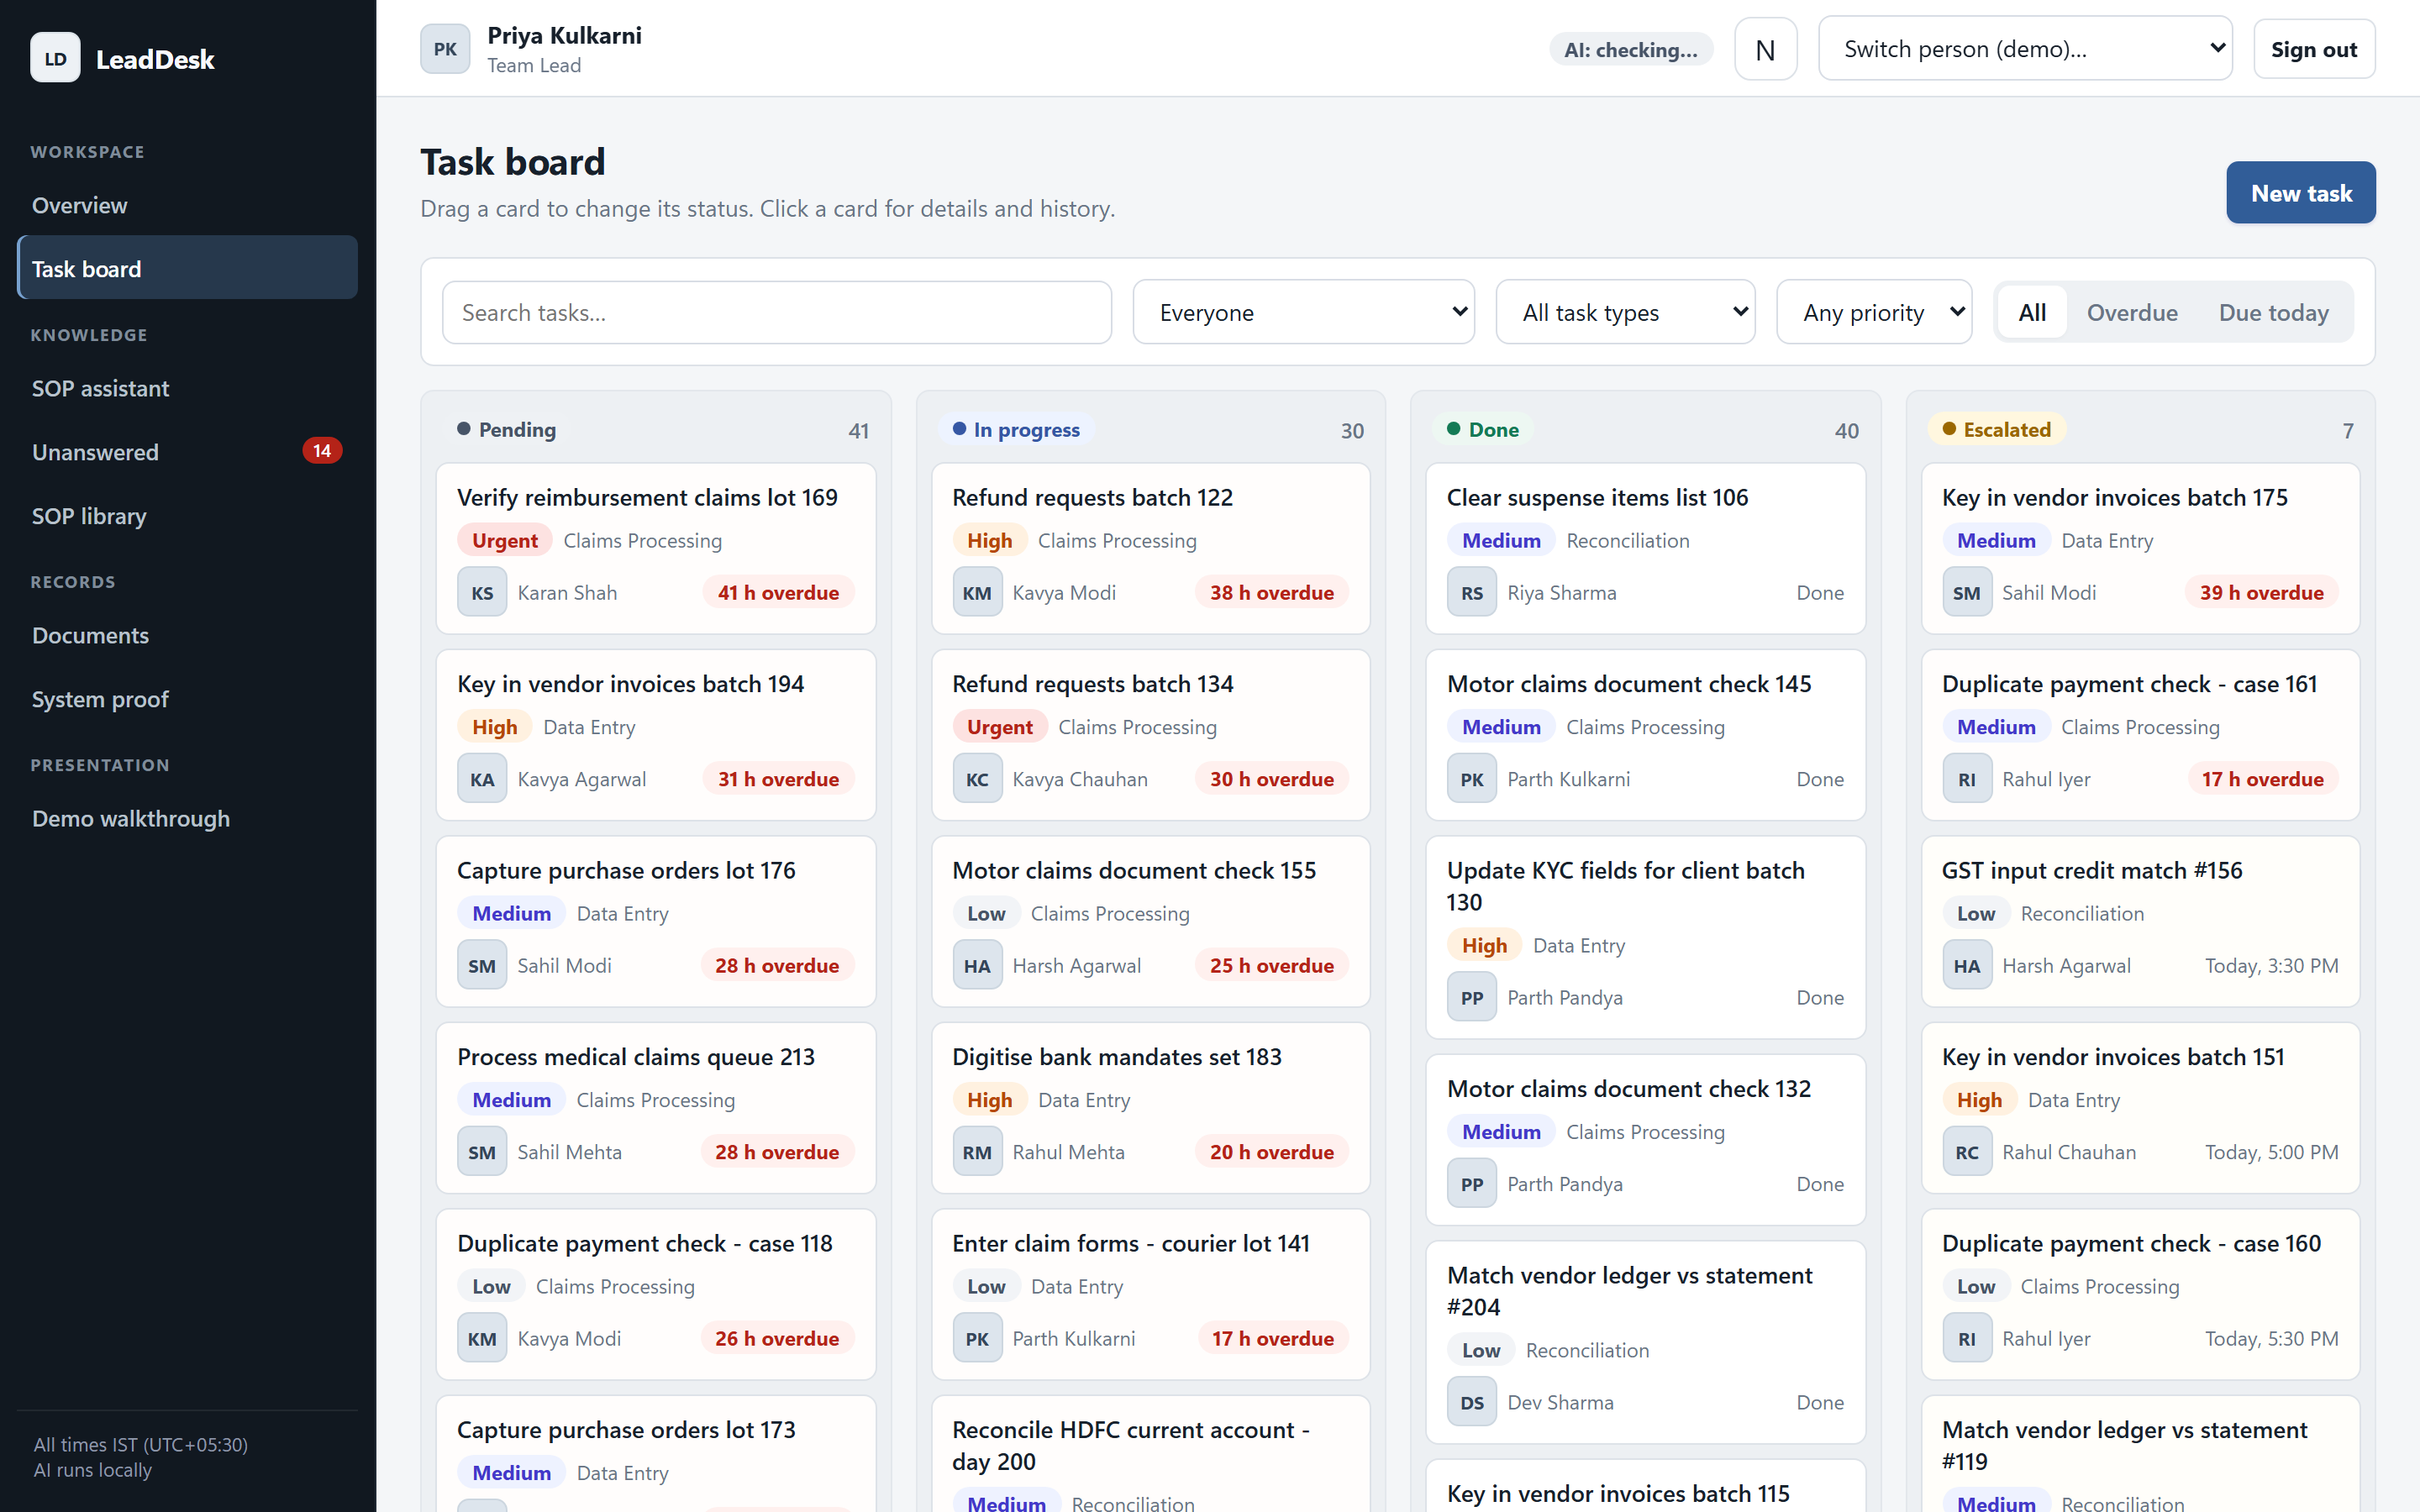 LD LeadDesk
WORKSPACE
Overview
Task board
KNOWLEDGE
SOP assistant
Unanswered 14
SOP library
RECORDS
Documents
System proof
PRESENTATION
Demo walkthrough
All times IST (UTC+05:30)
AI runs locally
PK Priya Kulkarni
Team Lead
AI: checking... N Switch person (demo)... Sign out
Task board
Drag a card to change its status. Click a card for details and history.
New task
Search tasks... Everyone All task types Any priority All Overdue Due today
Pending 41
Verify reimbursement claims lot 169
Urgent Claims Processing
KS Karan Shah 41 h overdue
Key in vendor invoices batch 194
High Data Entry
KA Kavya Agarwal 31 h overdue
Capture purchase orders lot 176
Medium Data Entry
SM Sahil Modi 28 h overdue
Process medical claims queue 213
Medium Claims Processing
SM Sahil Mehta 28 h overdue
Duplicate payment check - case 118
Low Claims Processing
KM Kavya Modi 26 h overdue
Capture purchase orders lot 173
Medium Data Entry
In progress 30
Refund requests batch 122
High Claims Processing
KM Kavya Modi 38 h overdue
Refund requests batch 134
Urgent Claims Processing
KC Kavya Chauhan 30 h overdue
Motor claims document check 155
Low Claims Processing
HA Harsh Agarwal 25 h overdue
Digitise bank mandates set 183
High Data Entry
RM Rahul Mehta 20 h overdue
Enter claim forms - courier lot 141
Low Data Entry
PK Parth Kulkarni 17 h overdue
Reconcile HDFC current account -
day 200
Medium Reconciliation
Done 40
Clear suspense items list 106
Medium Reconciliation
RS Riya Sharma Done
Motor claims document check 145
Medium Claims Processing
PK Parth Kulkarni Done
Update KYC fields for client batch
130
High Data Entry
PP Parth Pandya Done
Motor claims document check 132
Medium Claims Processing
PP Parth Pandya Done
Match vendor ledger vs statement
#204
Low Reconciliation
DS Dev Sharma Done
Key in vendor invoices batch 115
Escalated 7
Key in vendor invoices batch 175
Medium Data Entry
SM Sahil Modi 39 h overdue
Duplicate payment check - case 161
Medium Claims Processing
RI Rahul Iyer 17 h overdue
GST input credit match #156
Low Reconciliation
HA Harsh Agarwal Today, 3:30 PM
Key in vendor invoices batch 151
High Data Entry
RC Rahul Chauhan Today, 5:00 PM
Duplicate payment check - case 160
Low Claims Processing
RI Rahul Iyer Today, 5:30 PM
Match vendor ledger vs statement
#119
Medium Reconciliation